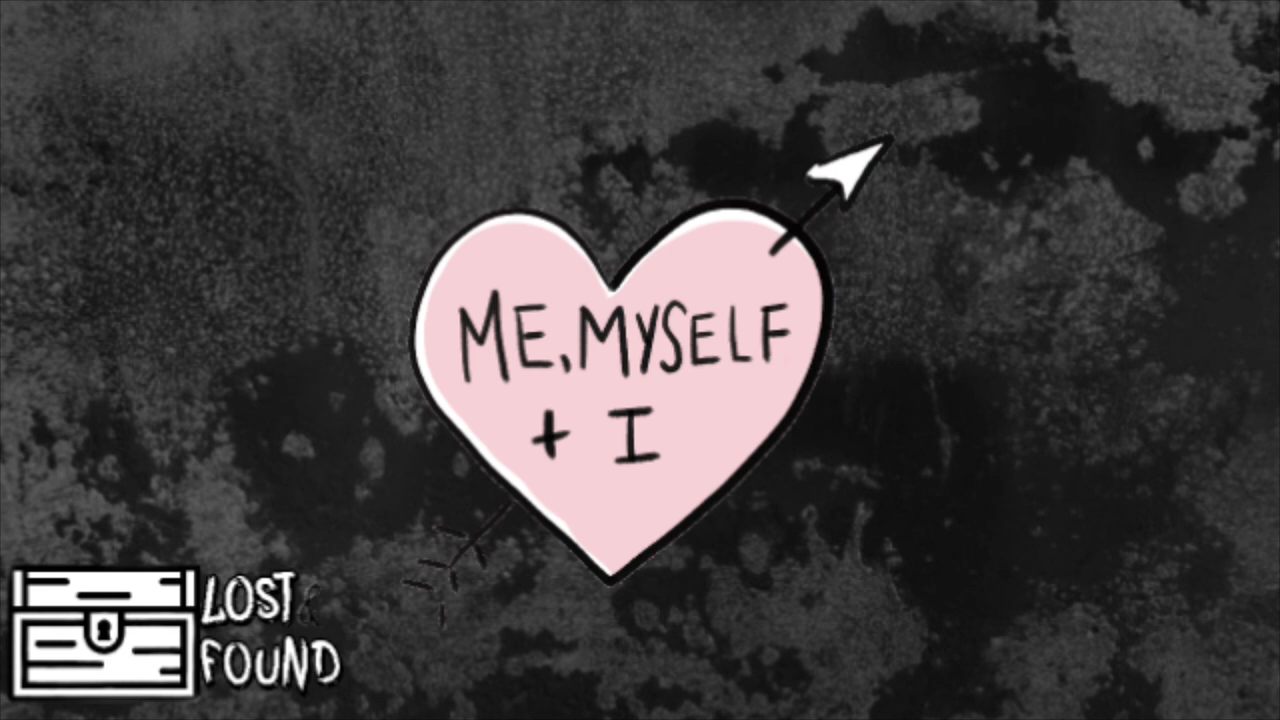 ME, MYSELF
+ I
LOST &
FOUND